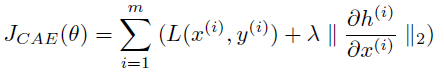 J_{CAE}(θ) = \sum_{i=1}^{m} (L(x^{(i)}, y^{(i)}) + λ ∥ \frac{∂h^{(i)}}{∂x^{(i)}} ∥_2)